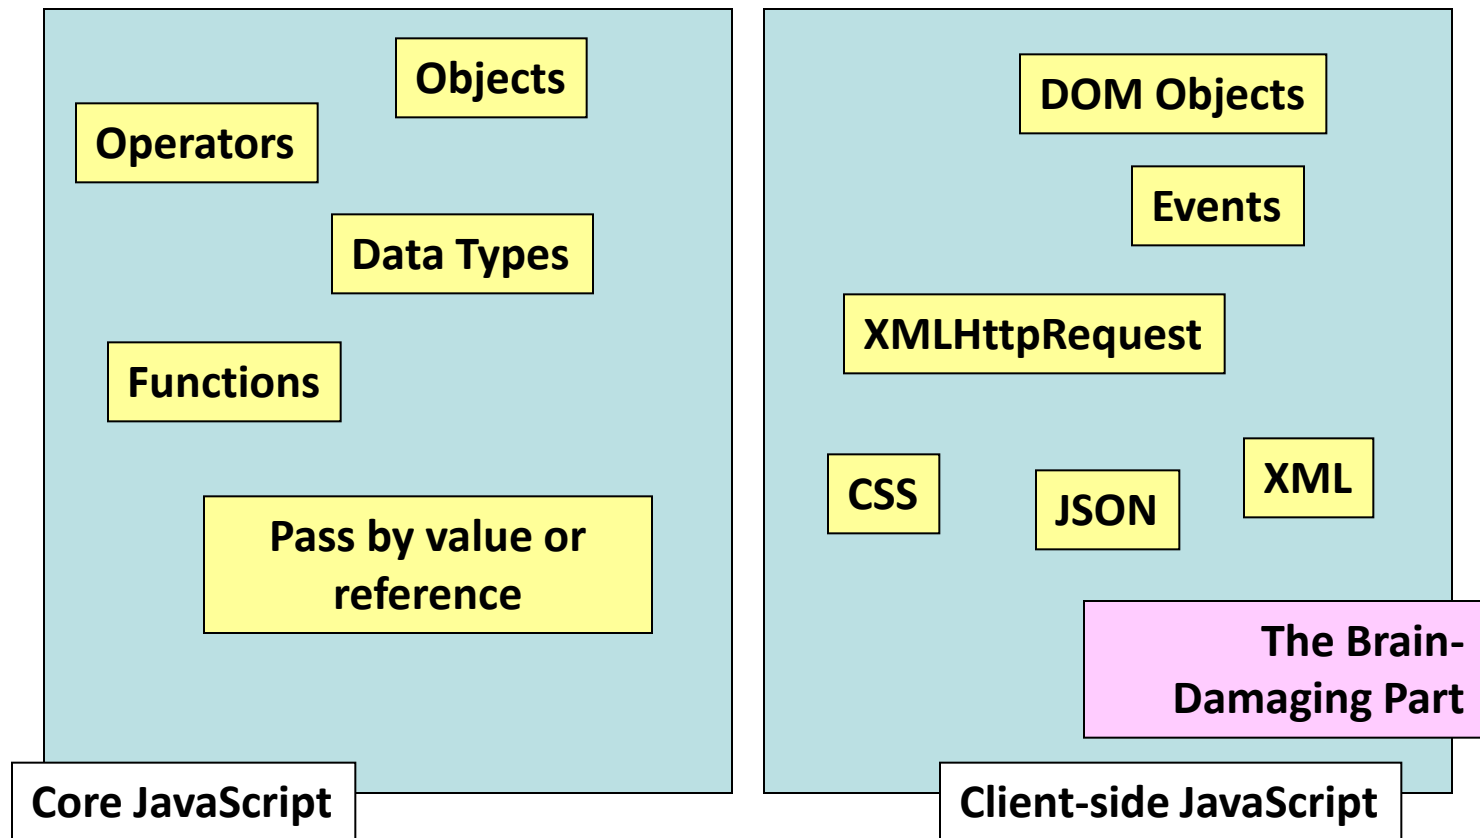 Objects
Operators
Data Types
Functions
Pass by value or
reference
Core JavaScript
DOM Objects
Events
XMLHttpRequest
CSS
JSON
XML
The Brain-
Damaging Part
Client-side JavaScript